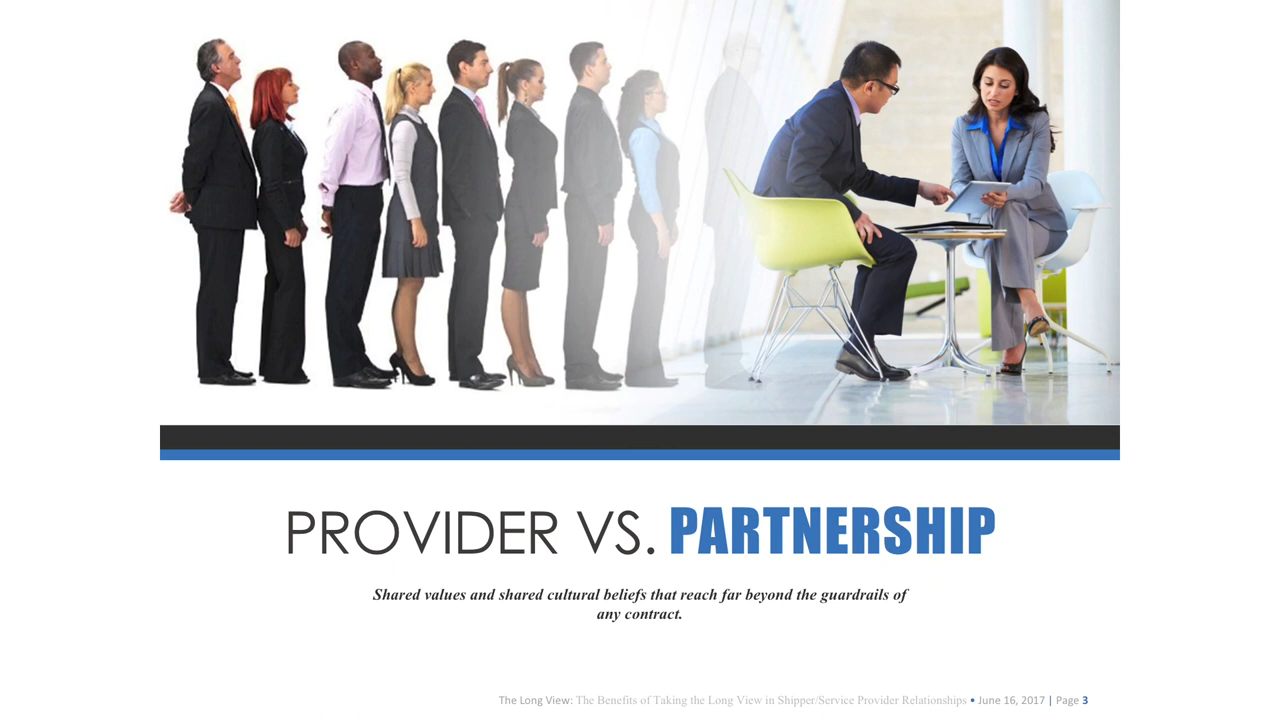 PROVIDER VS. PARTNERSHIP
Shared values and shared cultural beliefs that reach far beyond the guardrails of
any contract.
The Long View: The Benefits of Taking the Long View in Shipper/Service Provider Relationships • June 16, 2017 | Page 3